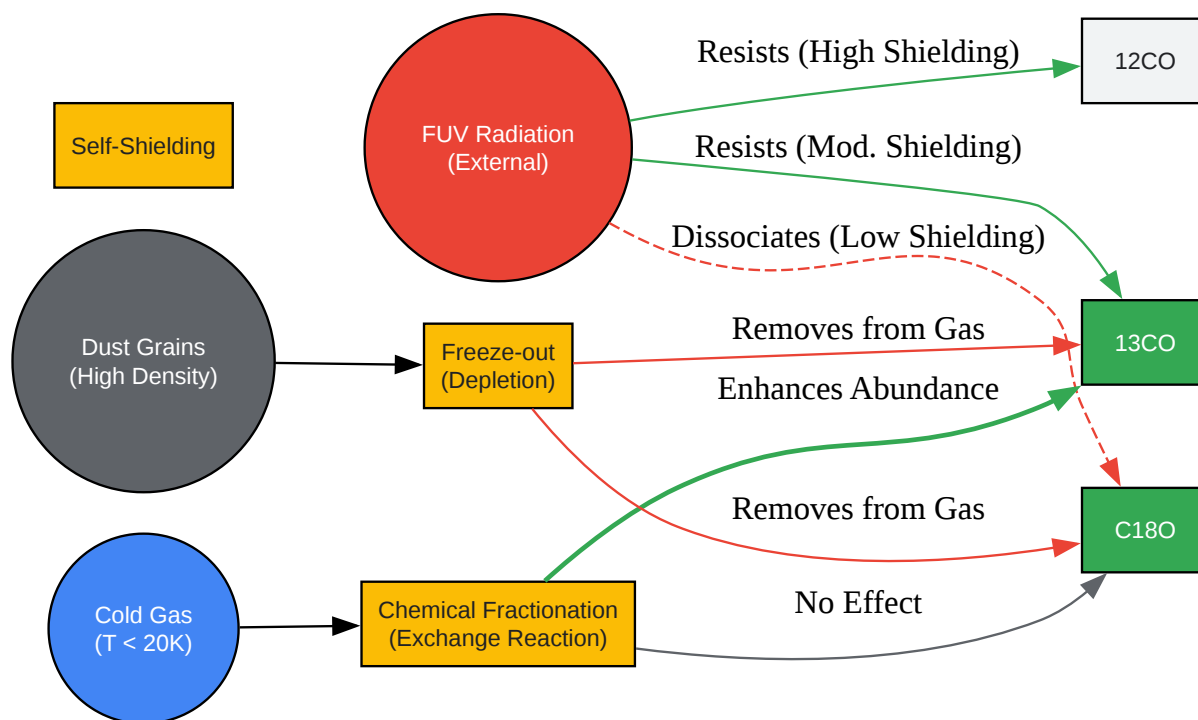 Resists (High Shielding)
12CO
Self-Shielding
FUV Radiation
(External)
Resists (Mod. Shielding)
Dissociates (Low Shielding)
Dust Grains
(High Density)
Freeze-out
(Depletion)
Removes from Gas
13CO
Enhances Abundance
Removes from Gas
C18O
Cold Gas
(T < 20K)
Chemical Fractionation
(Exchange Reaction)
No Effect